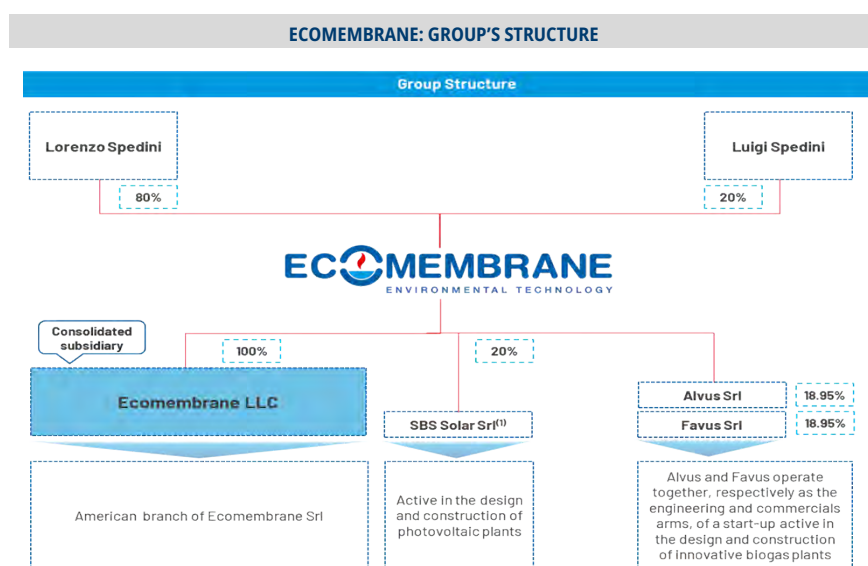 ECOMEMBRANE: GROUP'S STRUCTURE
Group Structure
Lorenzo Spedini
Luigi Spedini
80%
20%
ECOMEMBRANE
ENVIRONMENTAL TECHNOLOGY
Consolidated
subsidiary
100%
20%
Ecomembrane LLC
SBS Solar Srl(1)
Alvus Srl
18.95%
Favus Srl
18.95%
American branch of Ecomembrane Srl
Active in the design
and construction of
photovoltaic plants
Alvus and Favus operate
together, respectively as the
engineering and commercials
arms, of a start-up active in
the design and construction
of innovative biogas plants